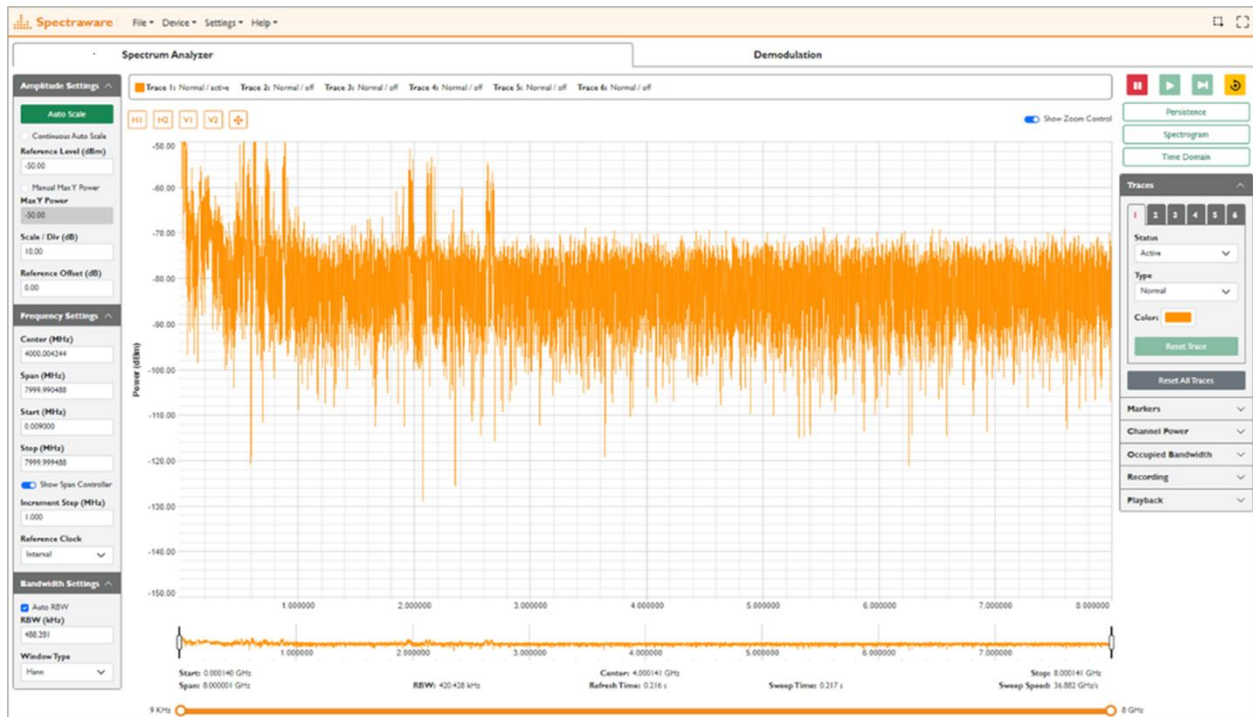 Spectraware File Device Settings Help
Spectrum Analyzer Demodulation
Amplitude Settings
Auto Scale
Continuous Auto Scale
Reference Level (dBm)
-50.00
Manual Max Y Power
Max Y Power
-50.00
Scale / Div (dB)
10.00
Reference Offset (dB)
0.00
Frequency Settings
Center (MHz)
4000.004244
Span (MHz)
7999.990488
Start (MHz)
0.009000
Stop (MHz)
7999.999488
Show Span Controller
Increment Step (MHz)
1.000
Reference Clock
Internal
Bandwidth Settings
Auto RBW
RBW (kHz)
488.281
Window Type
Hann
Trace 1: Normal / active Trace 2: Normal / off Trace 3: Normal / off Trace 4: Normal / off Trace 5: Normal / off Trace 6: Normal / off
H1 H2 V1 V2
Show Zoom Control
Power (dBm)
-50.00
-60.00
-70.00
-80.00
-90.00
-100.00
-110.00
-120.00
-130.00
-140.00
-150.00
1.000000 2.000000 3.000000 4.000000 5.000000 6.000000 7.000000 8.000000
1.000000 2.000000 3.000000 4.000000 5.000000 6.000000 7.000000
Start: 0.000140 GHz Center: 4.000141 GHz Stop: 8.000141 GHz
Span: 8.000001 GHz RBW: 420.428 kHz Refresh Time: 0.216 s Sweep Time: 0.217 s Sweep Speed: 36.882 GHz/s
9 KHz 8 GHz
Persistence
Spectrogram
Time Domain
Traces
1 2 3 4 5 6
Status
Active
Type
Normal
Color:
Reset Trace
Reset All Traces
Markers
Channel Power
Occupied Bandwidth
Recording
Playback